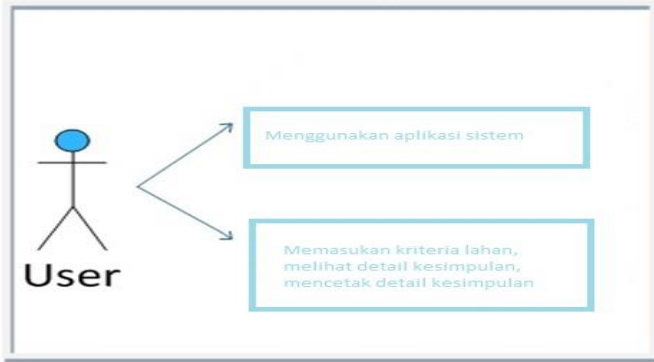 Menggunakan aplikasi sistem
User
Memasukan kriteria lahan,
melihat detail kesimpulan,
mencetak detail kesimpulan